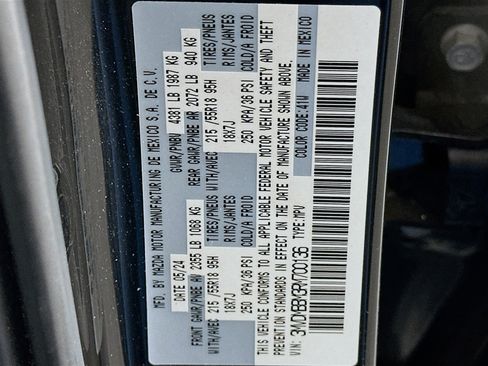 MFD. BY MAZDA MOTOR MANUFACTURING DE MEXICO S.A. DE C.V.
DATE 05/24 GVWR/PNBV 4381 LB 1987 KG
FRONT GAWR/PNBE AV 2355 LB 1068 KG REAR GAWR/PNBE AR 2072 LB 940 KG
WITH/AVEC 215/55R18 95H TIRES/PNEUS WITH/AVEC 215/55R18 95H TIRES/PNEUS
18X7J RIMS/JANTES 18X7J RIMS/JANTES
250 KPA/36 PSI COLD/A FROID 250 KPA/36 PSI COLD/A FROID
THIS VEHICLE CONFORMS TO ALL APPLICABLE FEDERAL MOTOR VEHICLE SAFETY AND THEFT
PREVENTION STANDARDS IN EFFECT ON THE DATE OF MANUFACTURE SHOWN ABOVE.
COLOR CODE: 41W MADE IN MEXICO
VIN: TYPE: MPV